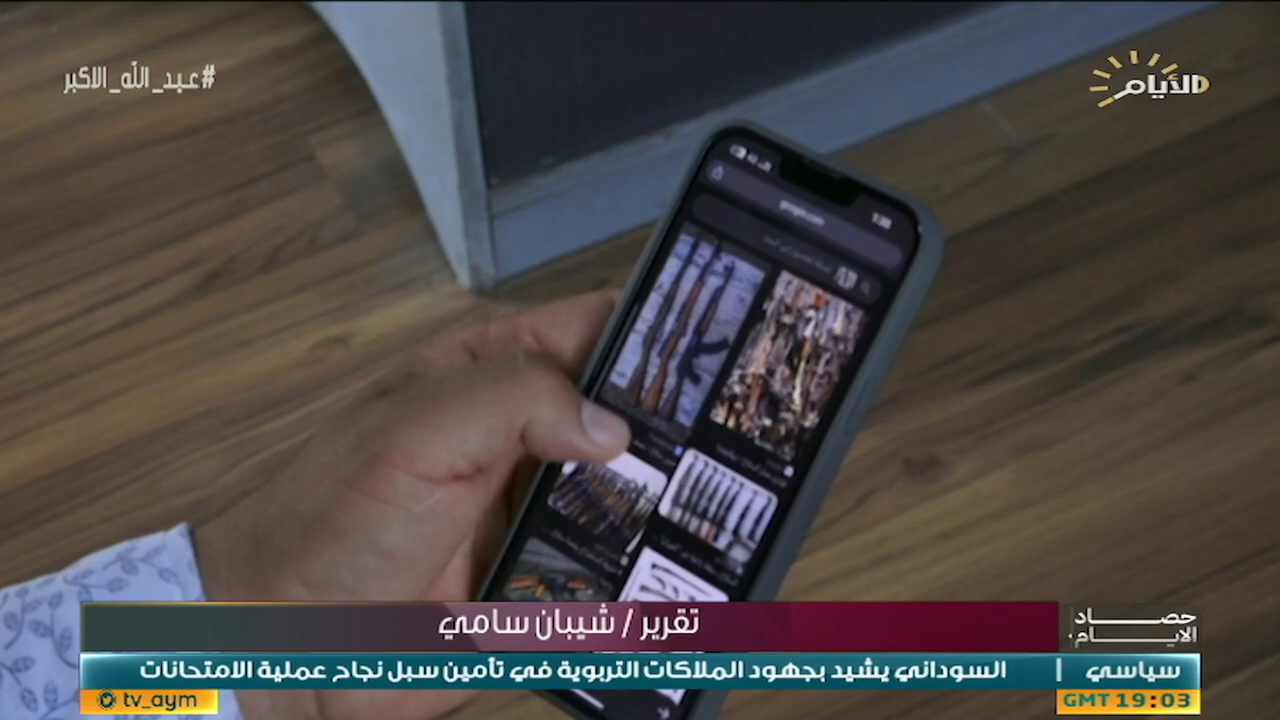 #عبد_الله_الاكبر
الأيام
تقرير / شيبان سامي
حصاد
الايام
سياسي | السوداني يشيد بجهود الملاكات التربوية في تأمين سبل نجاح عملية الامتحانات
tv_aym
GMT 19:03